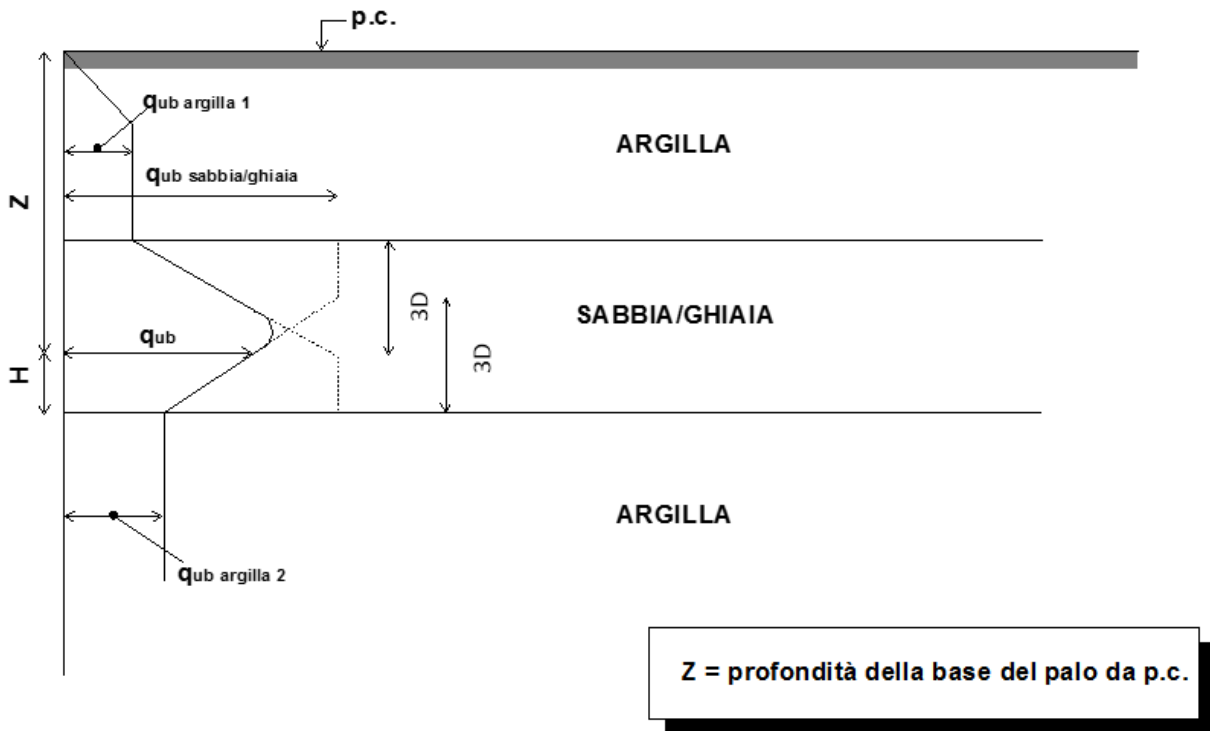 p.c.
qub argilla 1
ARGILLA
qub sabbia/ghiaia
Z
3D
SABBIA/GHIAIA
qub
3D
H
ARGILLA
qub argilla 2
Z = profondità della base del palo da p.c.